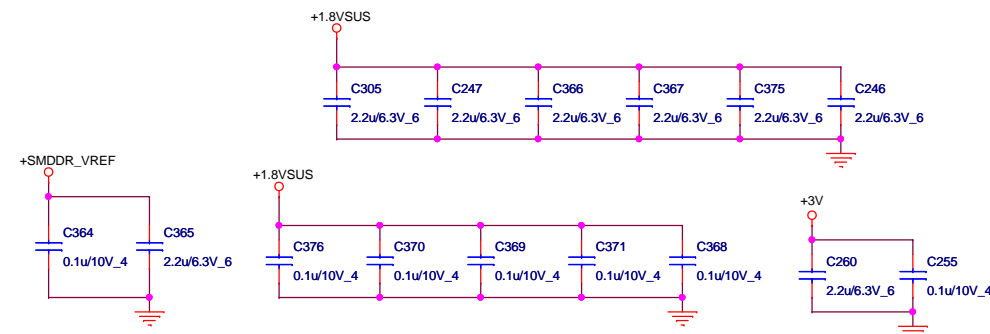 +1.8VSUS
C305
2.2u/6.3V_6
C247
2.2u/6.3V_6
C366
2.2u/6.3V_6
C367
2.2u/6.3V_6
C375
2.2u/6.3V_6
C246
2.2u/6.3V_6
+SMDDR_VREF
C364
0.1u/10V_4
C365
2.2u/6.3V_6
+1.8VSUS
C376
0.1u/10V_4
C370
0.1u/10V_4
C369
0.1u/10V_4
C371
0.1u/10V_4
C368
0.1u/10V_4
+3V
C260
2.2u/6.3V_6
C255
0.1u/10V_4